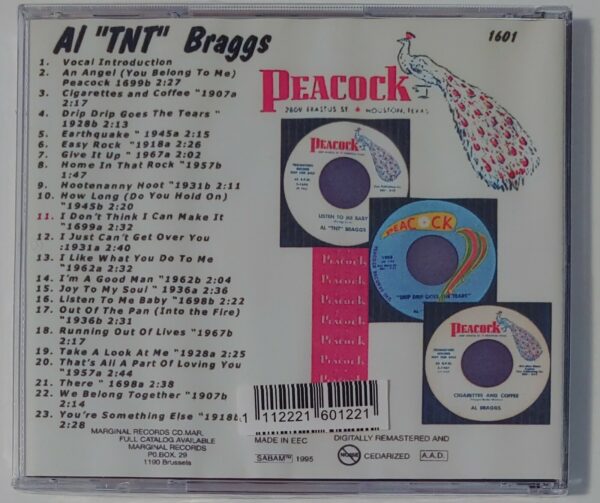 Al "TNT" Braggs
1601
1. Vocal Introduction
2. An Angel (You Belong To Me)
Peacock 1699b 2:27
3. Cigarettes and Coffee "1907a
2:17
4. Drip Drip Goes The Tears "
1928b 2:13
5. Earthquake " 1945a 2:15
6. Easy Rock "1918a 2:26
7. Give It Up "1967a 2:02
8. Home In That Rock "1957b
1:47
9. Hootenanny Hoot "1931b 2:11
10. How Long (Do You Hold On)
"1945b 2:20
11. I Don't Think I Can Make It
"1699a 2:32
12. I Just Can't Get Over You
:1931a 2:40
13. I Like What You Do To Me
"1962a 2:32
14. I'm A Good Man "1962b 2:04
15. Joy To My Soul "1936a 2:36
16. Listen To Me Baby "1698b 2:22
17. Out Of The Pan (Into the Fire)
"1936b 2:31
18. Running Out Of Lives "1967b
2:17
19. Take A Look At Me "1928a 2:25
20. That's All A Part Of Loving You
"1957a 2:44
21. There " 1698a 2:38
22. We Belong Together "1907b
2:14
23. You're Something Else "1918b
2:28
PEACOCK
2809 ERASTUS ST. ★ HOUSTON, TEXAS
PEACOCK
LISTEN TO ME BABY
AL "TNT" BRAGGS
PEACOCK
"DRIP DRIP GOES THE TEARS"
PEACOCK
CIGARETTES AND COFFEE
AL BRAGGS
Peacock
Peacock
Peacock
Peacock
Peacock
Peacock
Peacock
1 112221 601221
MARGINAL RECORDS CD.MAR.
FULL CATALOG AVAILABLE
MARGINAL RECORDS
P.O.BOX. 29
1190 Brussels
MADE IN EEC
SABAM™ 1995
DIGITALLY REMASTERED AND
NOISE CEDARIZED A.A.D.